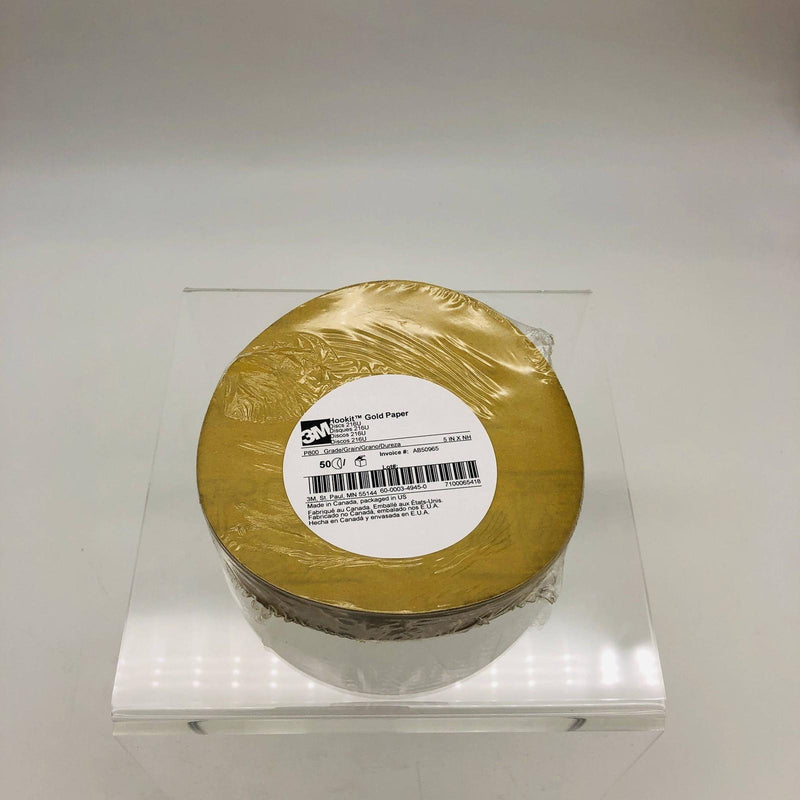 3M
Hookit™ Gold Paper
Discs 216U
Disques 216U
Discos 216U
Discos 216U
P800 Grade/Grain/Grano/Dureza 5 IN X NH
50 / Invoice #: AB50965
Lot#:
3M, St. Paul, MN 55144 60-0003-4945-0 7100065418
Made in Canada, packaged in US
Fabriqué au Canada. Emballé aux États-Unis.
Fabricado no Canadá, embalado nos E.U.A.
Hecha en Canadá y envasada en E.U.A.